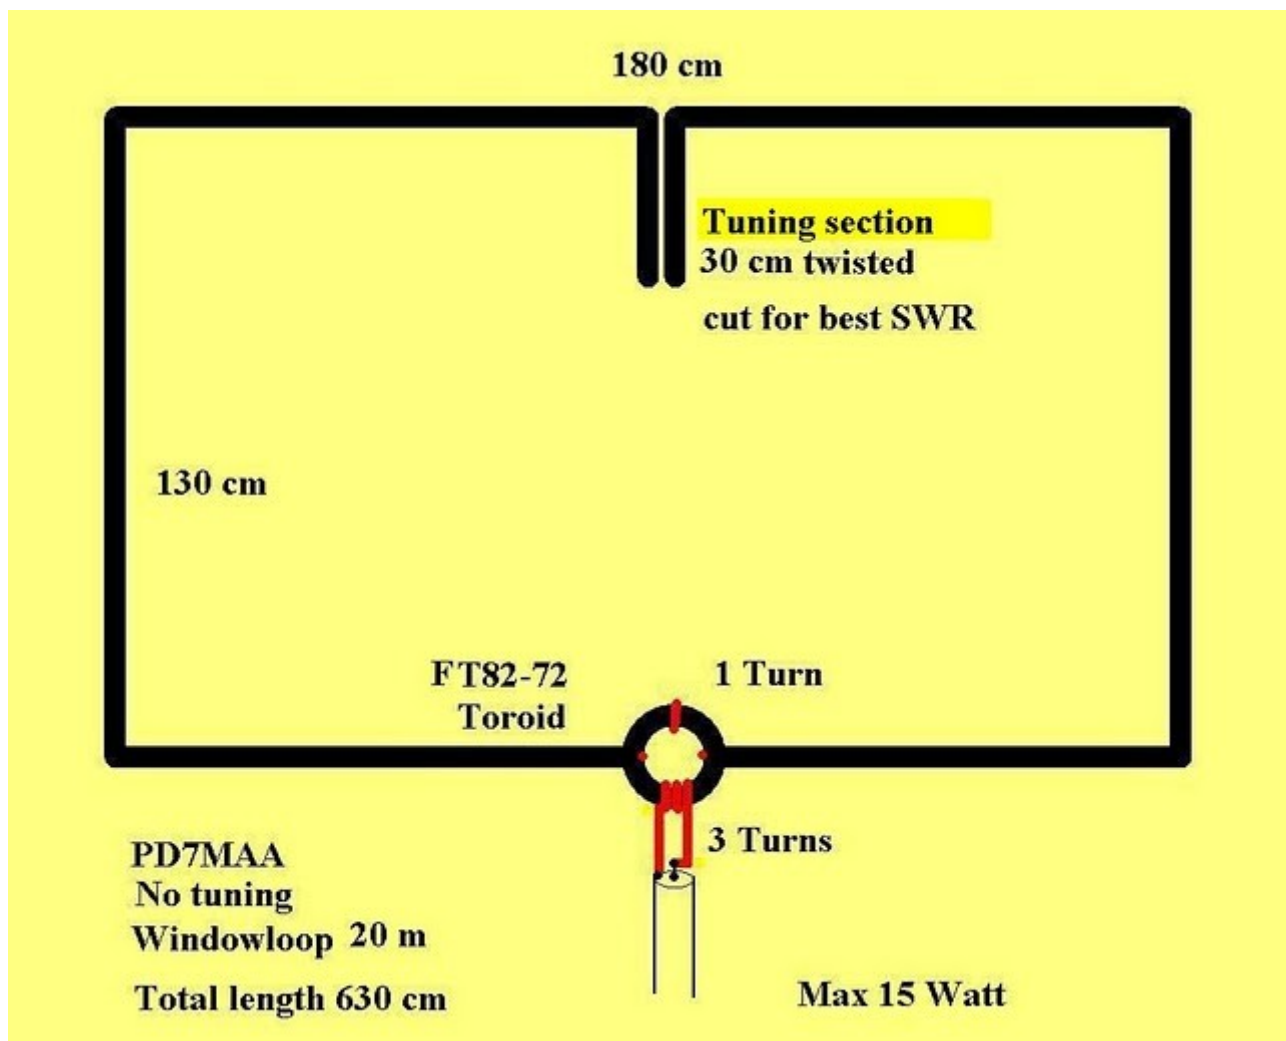 180 cm
Tuning section
30 cm twisted
cut for best SWR
130 cm
FT82-72
Toroid
1 Turn
3 Turns
PD7MAA
No tuning
Windowloop 20 m
Total length 630 cm
Max 15 Watt